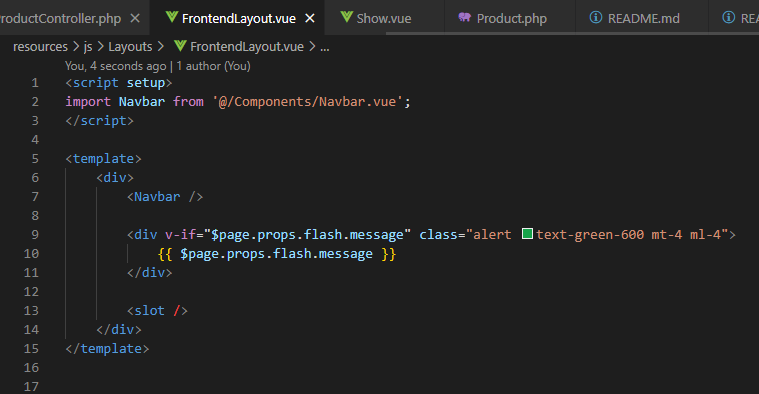 roductController.php FrontendLayout.vue Show.vue Product.php README.md REA
resources > js > Layouts > FrontendLayout.vue > ...
You, 4 seconds ago | 1 author (You)
1 <script setup>
2 import Navbar from '@/Components/Navbar.vue';
3 </script>
4
5 <template>
6 <div>
7 <Navbar />
8
9 <div v-if="$page.props.flash.message" class="alert text-green-600 mt-4 ml-4">
10 {{ $page.props.flash.message }}
11 </div>
12
13 <slot />
14 </div>
15 </template>
16
17